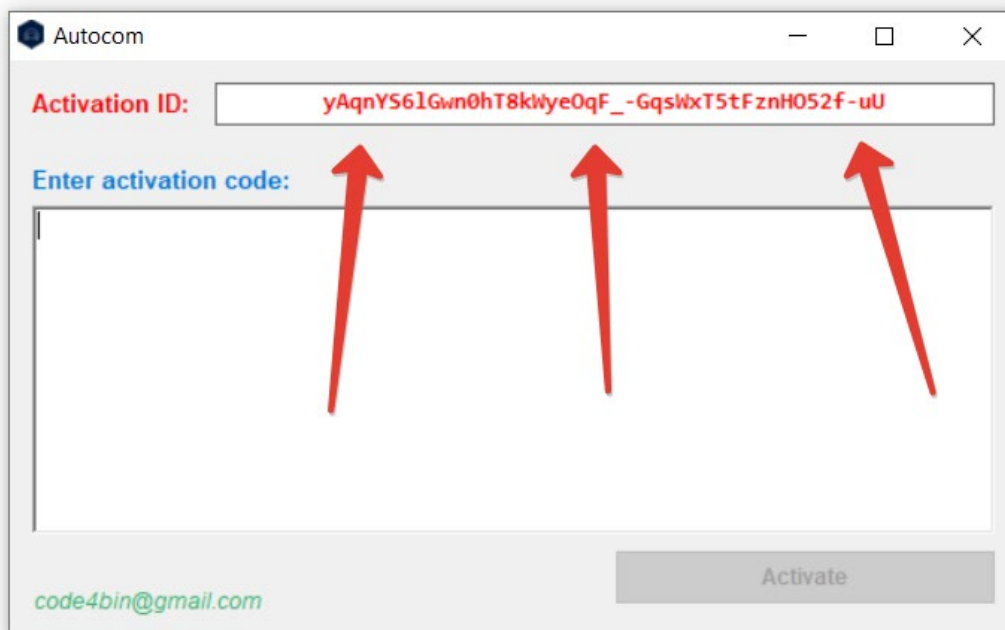 Autocom
Activation ID: yAqnYS6lGwn0hT8kWyeOqF_-GqsWxT5tFznHO52f-uU
Enter activation code:
Activate
code4bin@gmail.com